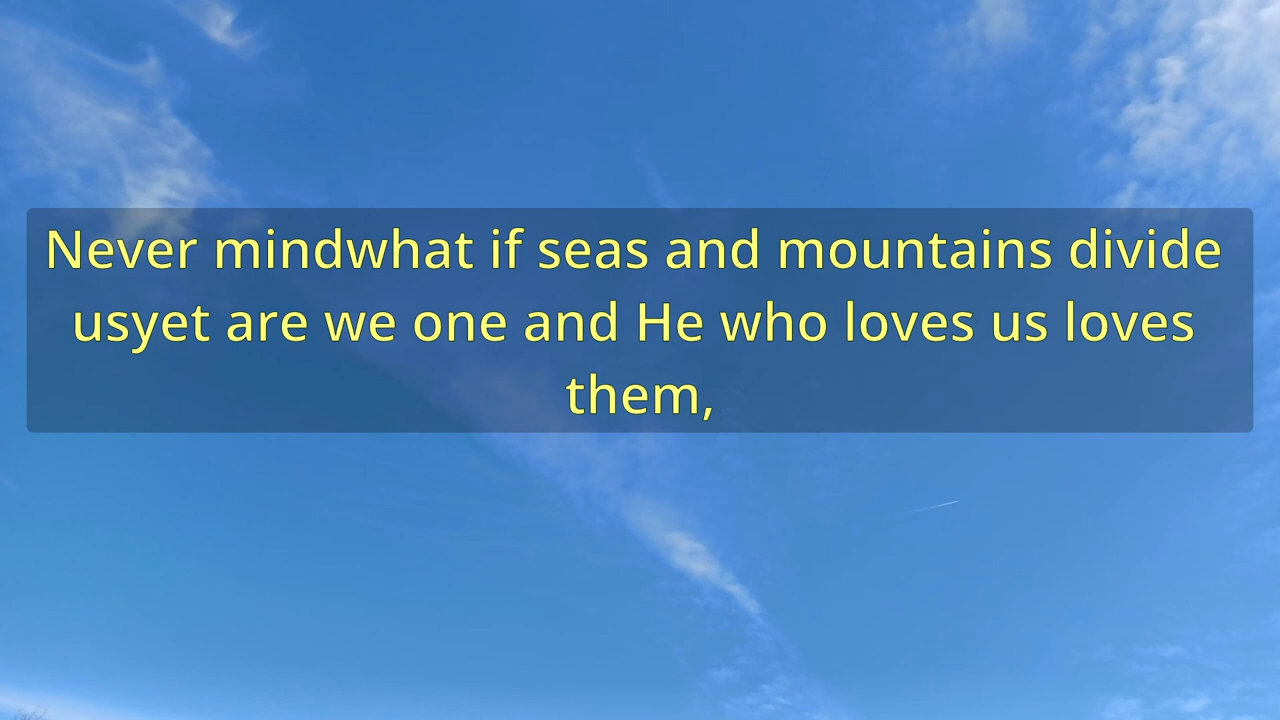 Never mindwhat if seas and mountains divide
usyet are we one and He who loves us loves
them,